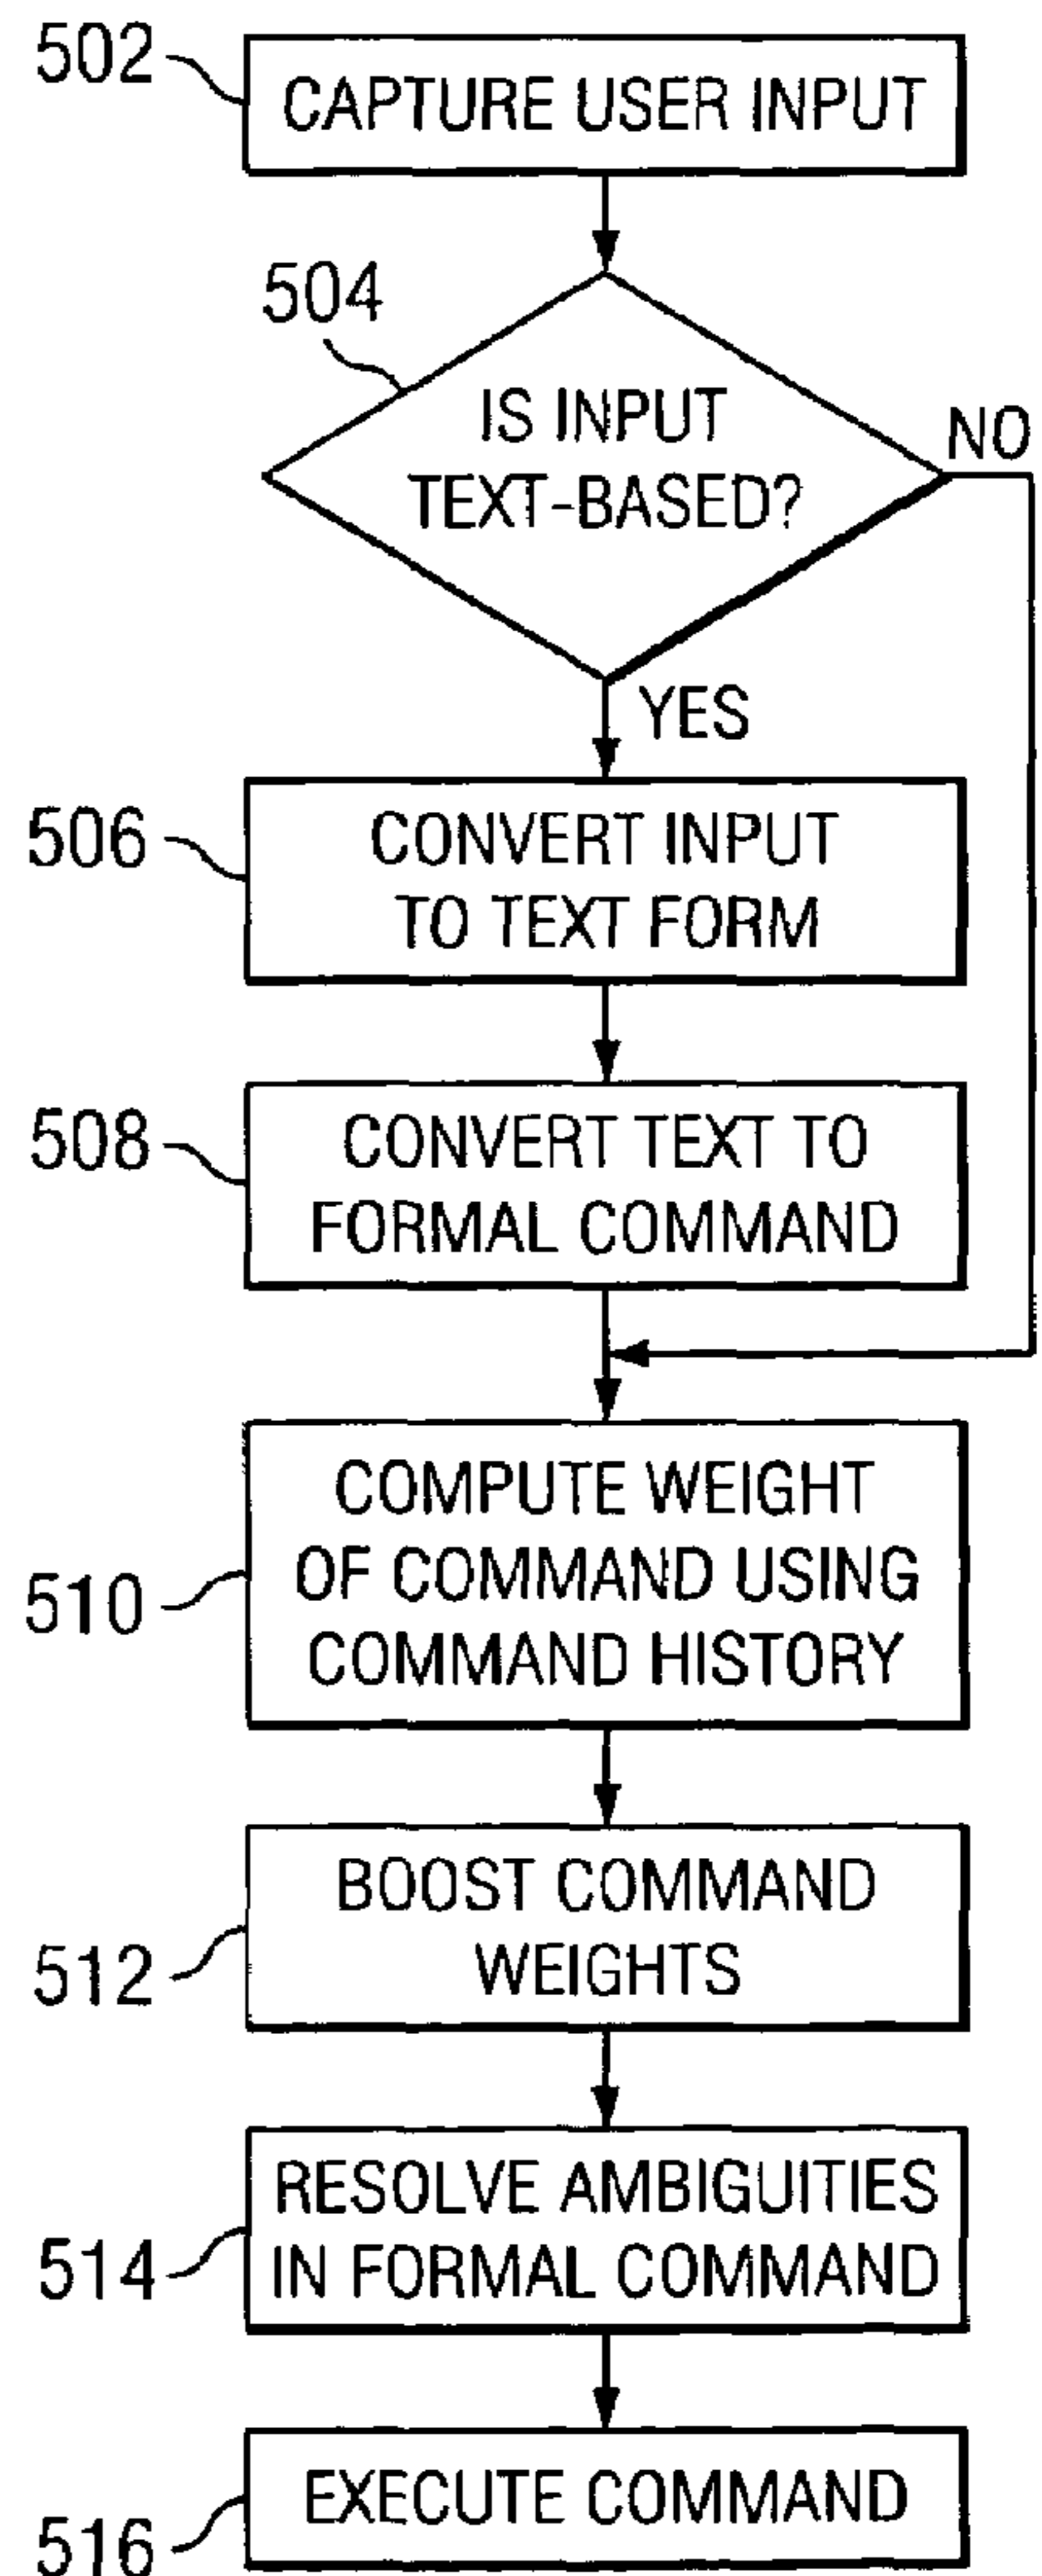 502
CAPTURE USER INPUT
504
IS INPUT
TEXT-BASED?
NO
YES
506
CONVERT INPUT
TO TEXT FORM
508
CONVERT TEXT TO
FORMAL COMMAND
510
COMPUTE WEIGHT
OF COMMAND USING
COMMAND HISTORY
512
BOOST COMMAND
WEIGHTS
514
RESOLVE AMBIGUITIES
IN FORMAL COMMAND
516
EXECUTE COMMAND